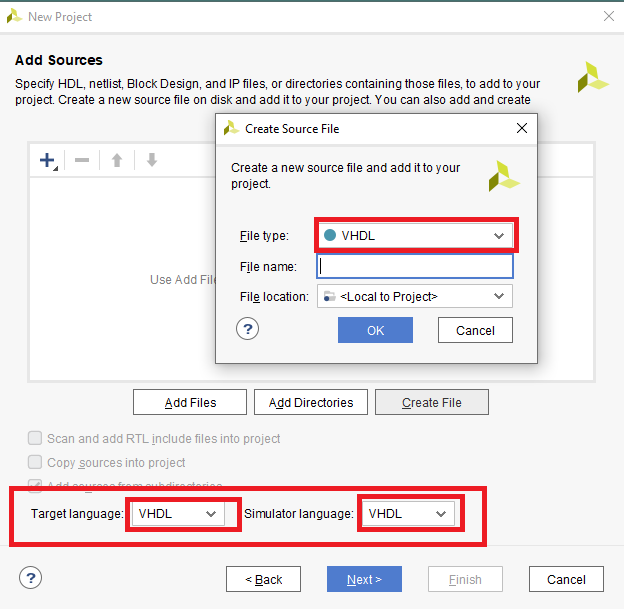 New Project
Add Sources
Specify HDL, netlist, Block Design, and IP files, or directories containing those files, to add to your
project. Create a new source file on disk and add it to your project. You can also add and create
Create Source File
Create a new source file and add it to your
project.
File type: VHDL
File name:
File location: <Local to Project>
? OK Cancel
Use Add File
Add Files Add Directories Create File
Scan and add RTL include files into project
Copy sources into project
Add sources from subdirectories
Target language: VHDL Simulator language: VHDL
? < Back Next > Finish Cancel